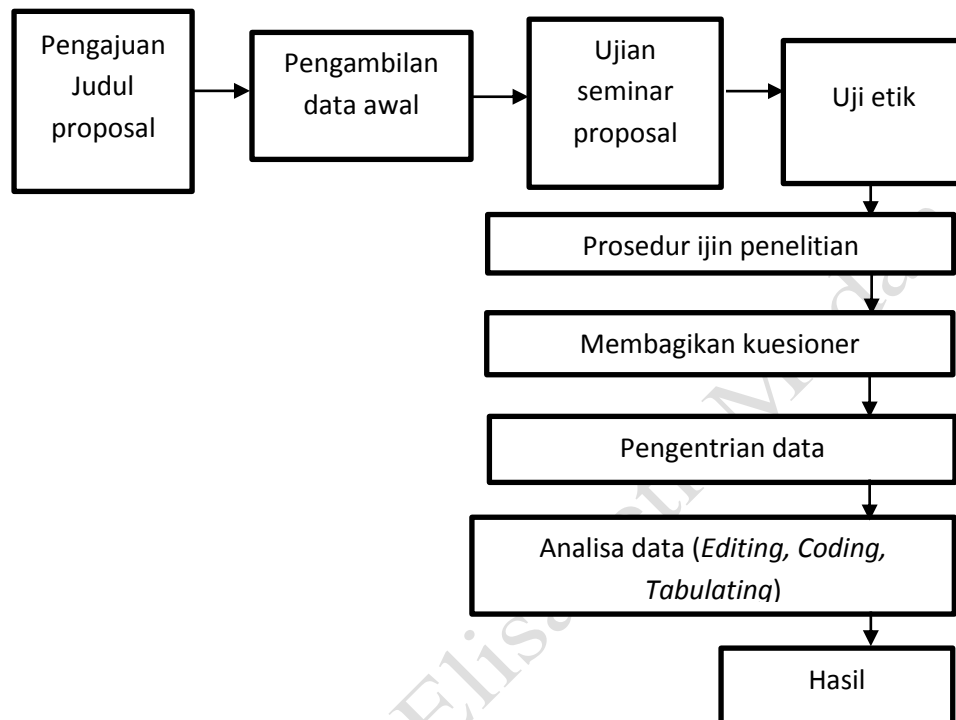 Pengajuan
Judul
proposal
Pengambilan
data awal
Ujian
seminar
proposal
Uji etik
Prosedur ijin penelitian
Membagikan kuesioner
Pengentrian data
Analisa data (Editing, Coding,
Tabulating)
Hasil